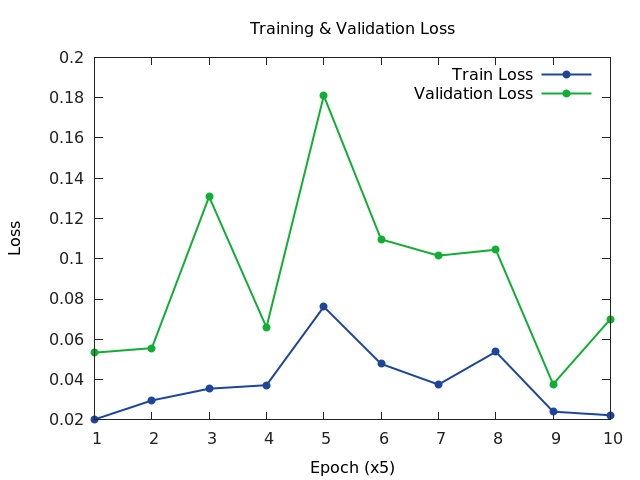 Training & Validation Loss
Train Loss
Validation Loss
0.2
0.18
0.16
0.14
0.12
0.1
0.08
0.06
0.04
0.02
Loss
1 2 3 4 5 6 7 8 9 10
Epoch (x5)